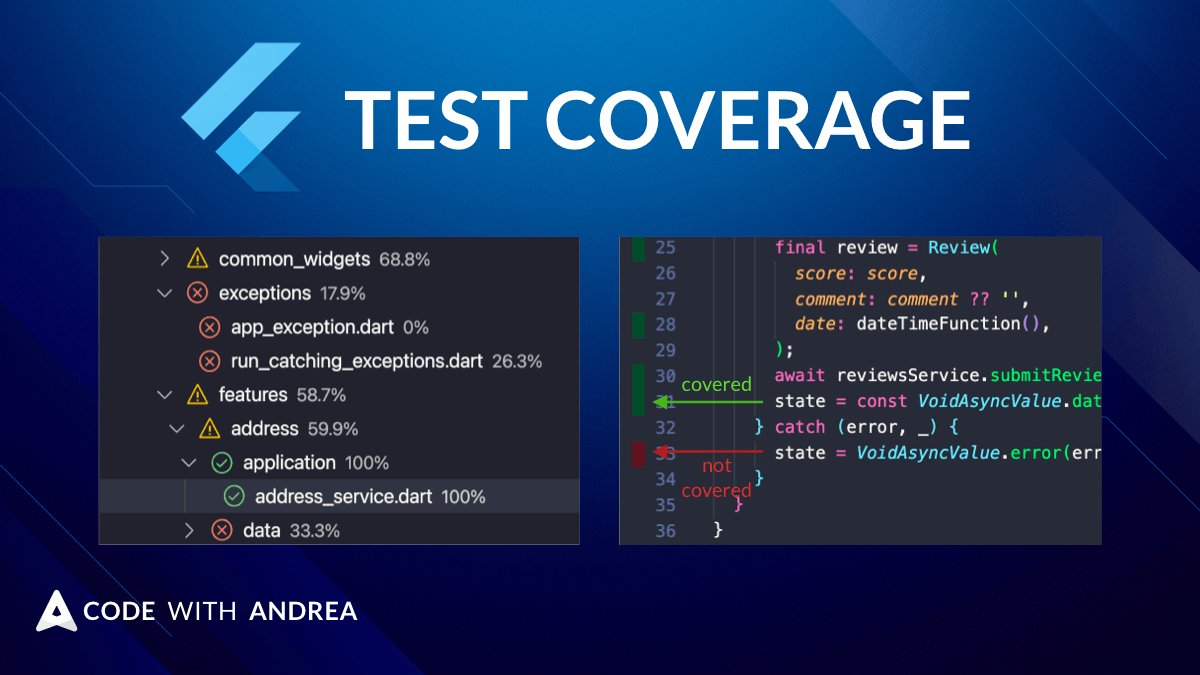 TEST COVERAGE
common_widgets 68.8%
exceptions 17.9%
app_exception.dart 0%
run_catching_exceptions.dart 26.3%
features 58.7%
address 59.9%
application 100%
address_service.dart 100%
data 33.3%
25 final review = Review(
26 score: score,
27 comment: comment ?? '',
28 date: dateTimeFunction(),
29 );
30 await reviewsService.submitRevie
covered
31 state = const VoidAsyncValue.dat
32 } catch (error, _) {
33 state = VoidAsyncValue.error(err
not
covered
34 }
35 }
36 }
CODE WITH ANDREA